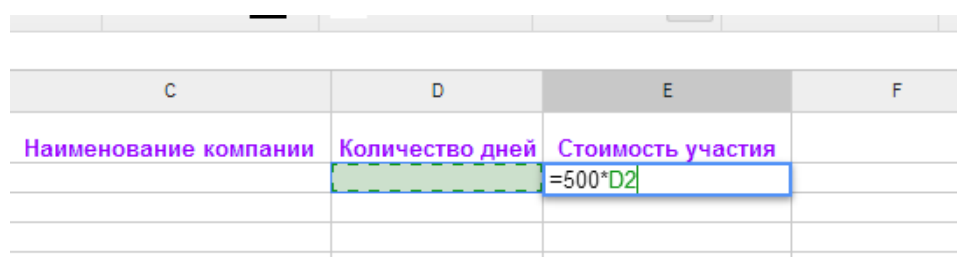 C D E F
Наименование компании Количество дней Стоимость участия
=500*D2